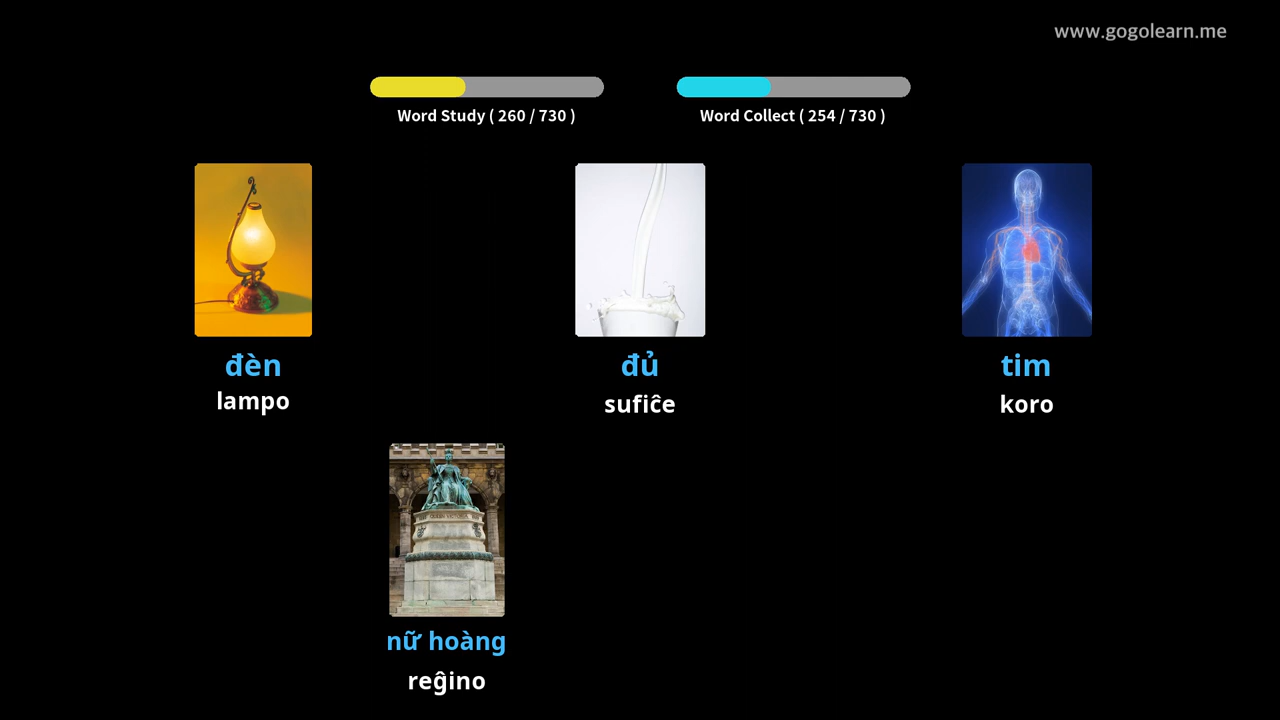 www.gogolearn.me
Word Study ( 260 / 730 )
Word Collect ( 254 / 730 )
đèn
lampo
đủ
sufiĉe
tim
koro
nữ hoàng
reĝino